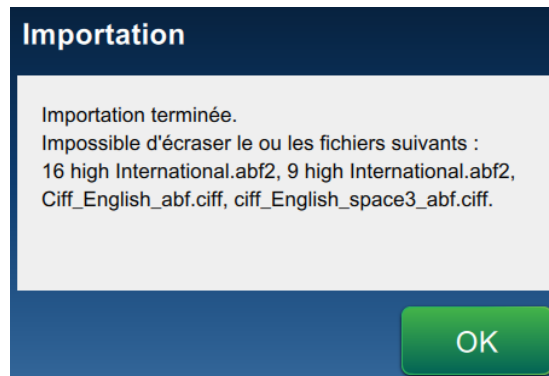 Importation
Importation terminée.
Impossible d'écraser le ou les fichiers suivants :
16 high International.abf2, 9 high International.abf2,
Ciff_English_abf.ciff, ciff_English_space3_abf.ciff.
OK